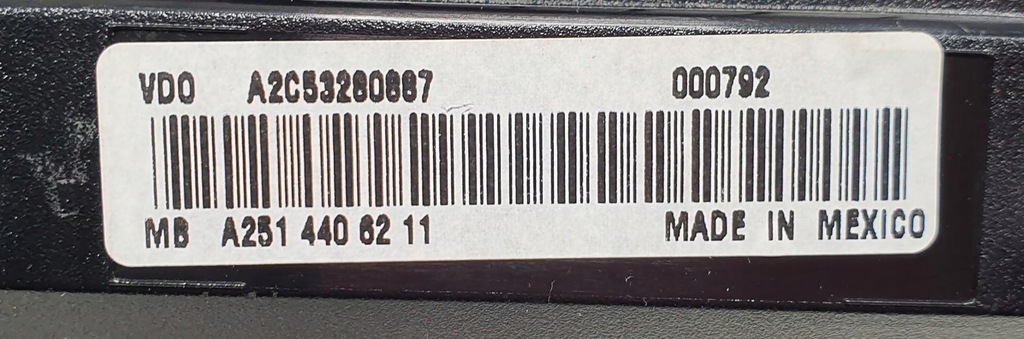 VDO A2C53280887 000792
MB A251 440 62 11 MADE IN MEXICO